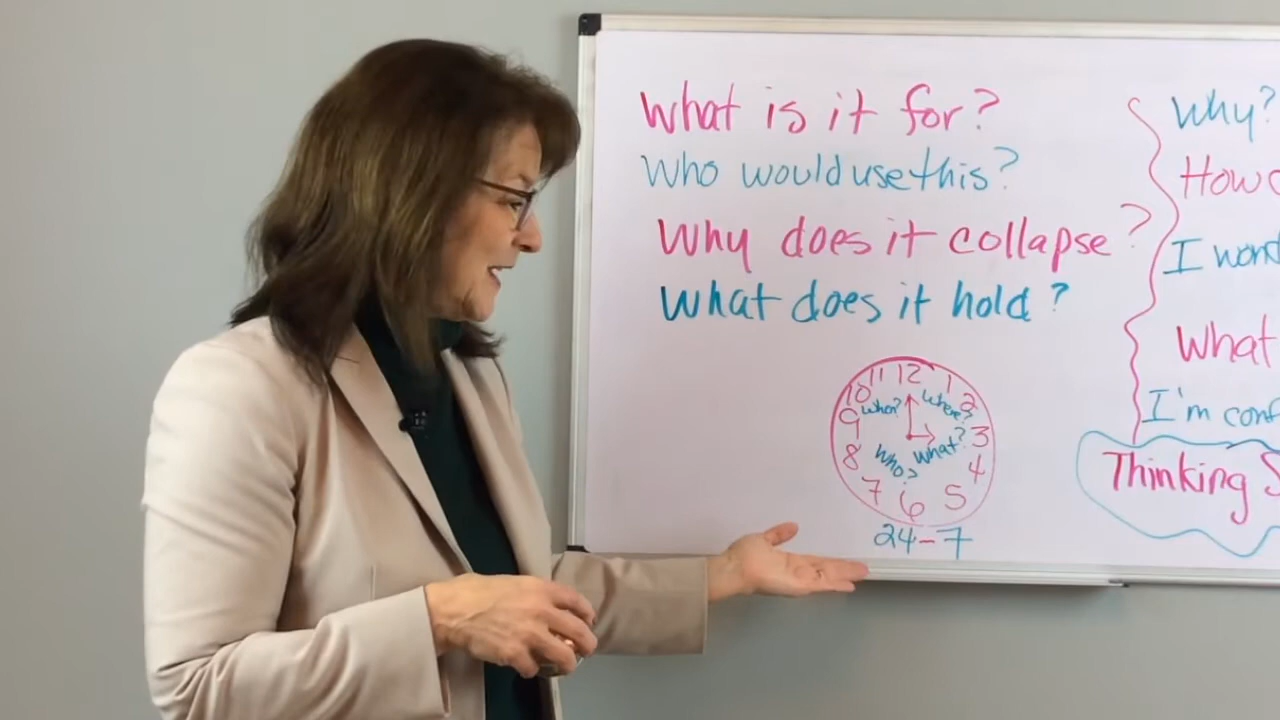 What is it for?
Who would use this?
Why does it collapse?
What does it hold?
11 12 1
10 2
When? Where?
9 3
What?
8 Who? 4
7 6 5
24-7
Why?
How
I
What
I'm
Thinking